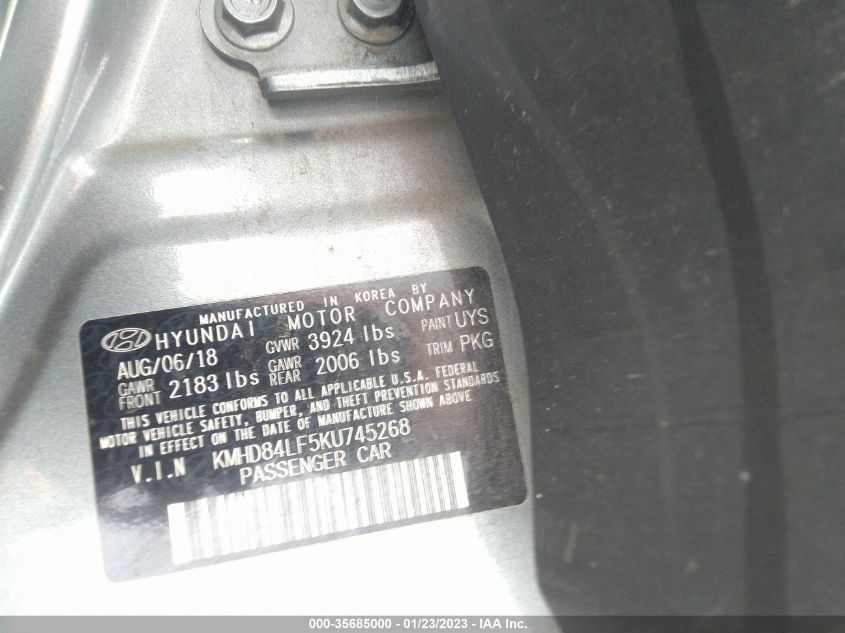 MANUFACTURED IN KOREA BY
HYUNDAI MOTOR COMPANY
AUG/06/18 GVWR 3924 lbs PAINT UYS
GAWR FRONT 2183 lbs GAWR REAR 2006 lbs TRIM PKG
THIS VEHICLE CONFORMS TO ALL APPLICABLE U.S.A. FEDERAL
MOTOR VEHICLE SAFETY, BUMPER, AND THEFT PREVENTION STANDARDS
IN EFFECT ON THE DATE OF MANUFACTURE SHOWN ABOVE
V.I.N KMHD84LF5KU745268
PASSENGER CAR
000-35685000 - 01/23/2023 - IAA Inc.